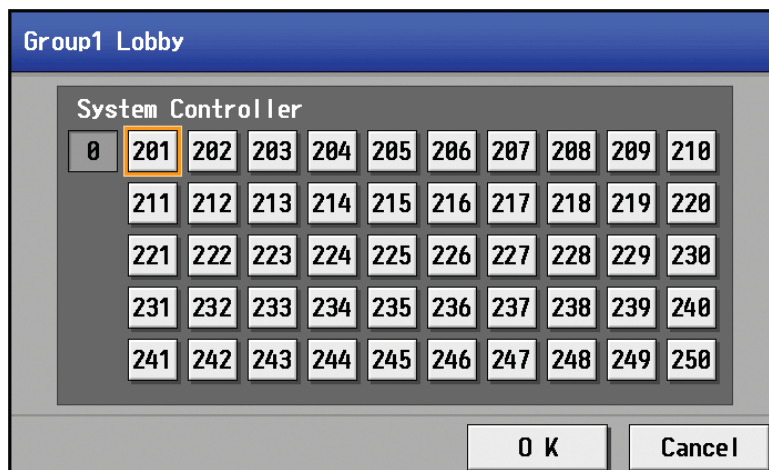 Group1 Lobby
System Controller
0 201 202 203 204 205 206 207 208 209 210
211 212 213 214 215 216 217 218 219 220
221 222 223 224 225 226 227 228 229 230
231 232 233 234 235 236 237 238 239 240
241 242 243 244 245 246 247 248 249 250
O K Cancel